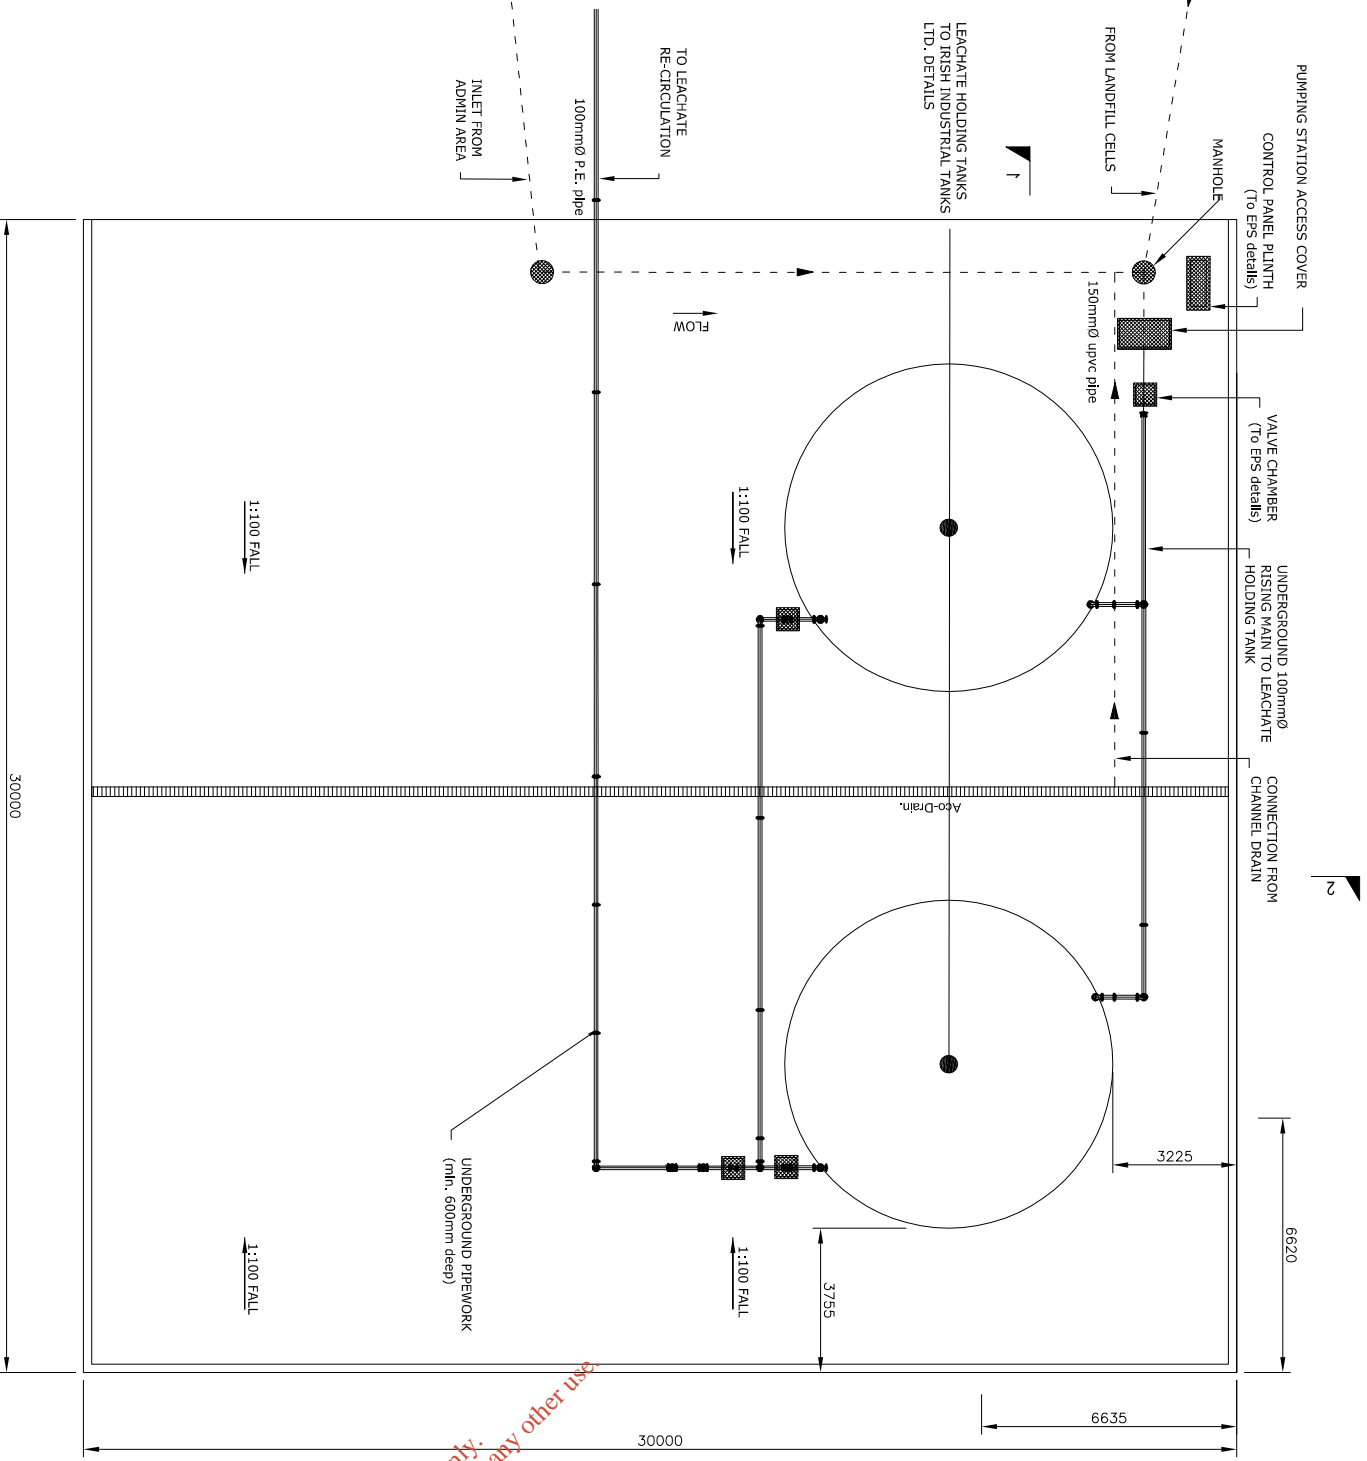 PUMPING STATION ACCESS COVER
CONTROL PANEL PLINTH
(To EPS details)
MANHOLE
FROM LANDFILL CELLS
LEACHATE HOLDING TANKS
TO IRISH INDUSTRIAL TANKS
LTD. DETAILS
1
TO LEACHATE
RE-CIRCULATION
100mmØ P.E. pipe
INLET FROM
ADMIN AREA
150mmØ upvc pipe
FLOW
VALVE CHAMBER
(To EPS details)
UNDERGROUND 100mmØ
RISING MAIN TO LEACHATE
HOLDING TANK
CONNECTION FROM
CHANNEL DRAIN
2
1:100 FALL
1:100 FALL
Aco-Drain.
30000
UNDERGROUND PIPEWORK
(min. 600mm deep)
1:100 FALL
1:100 FALL
3225
6620
3755
6635
30000
any other use.